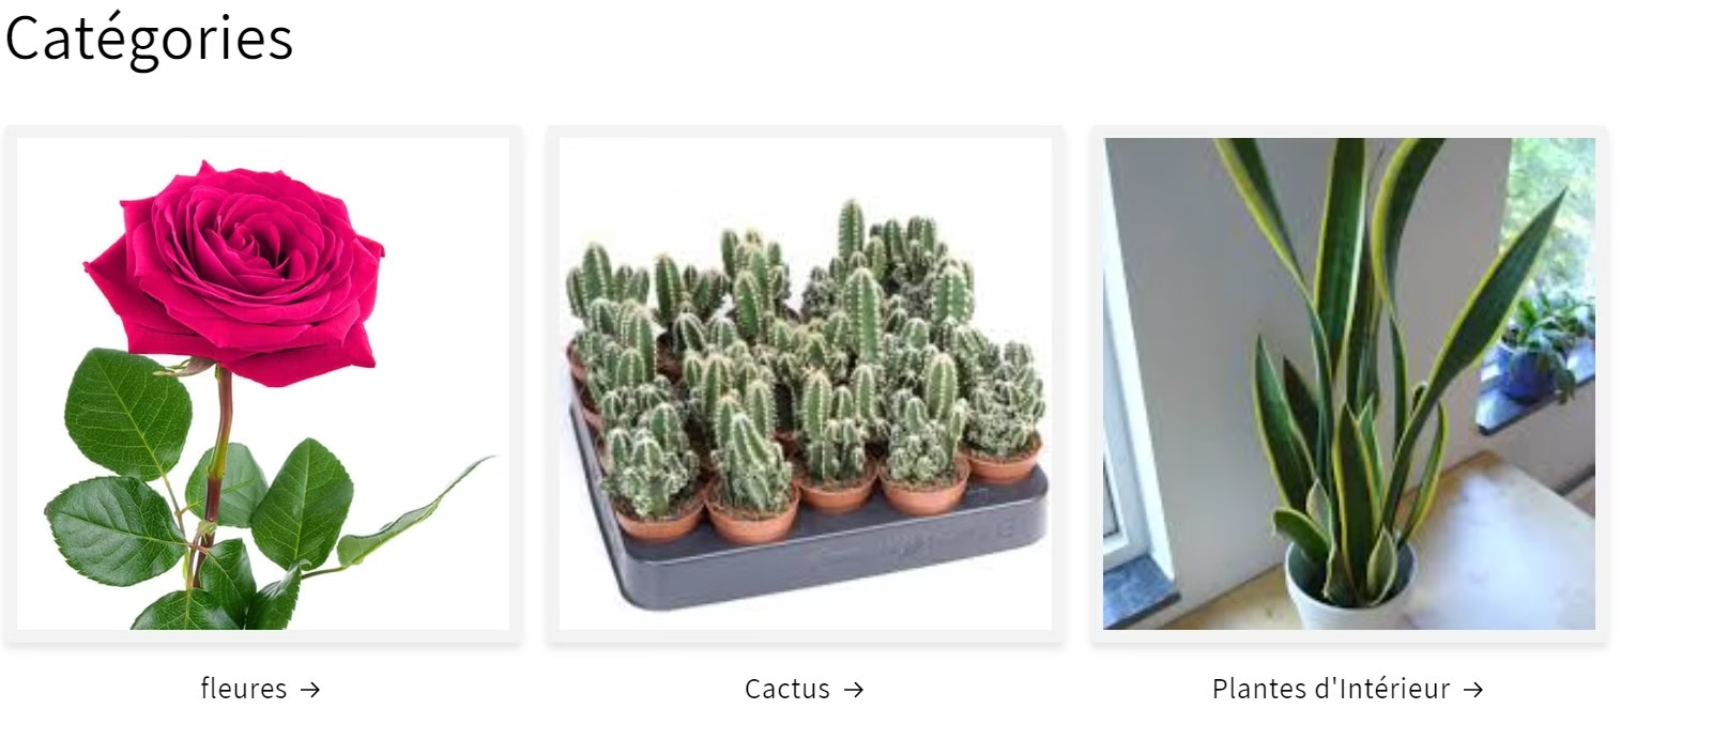 Catégories
fleures →
Cactus →
Plantes d'Intérieur →